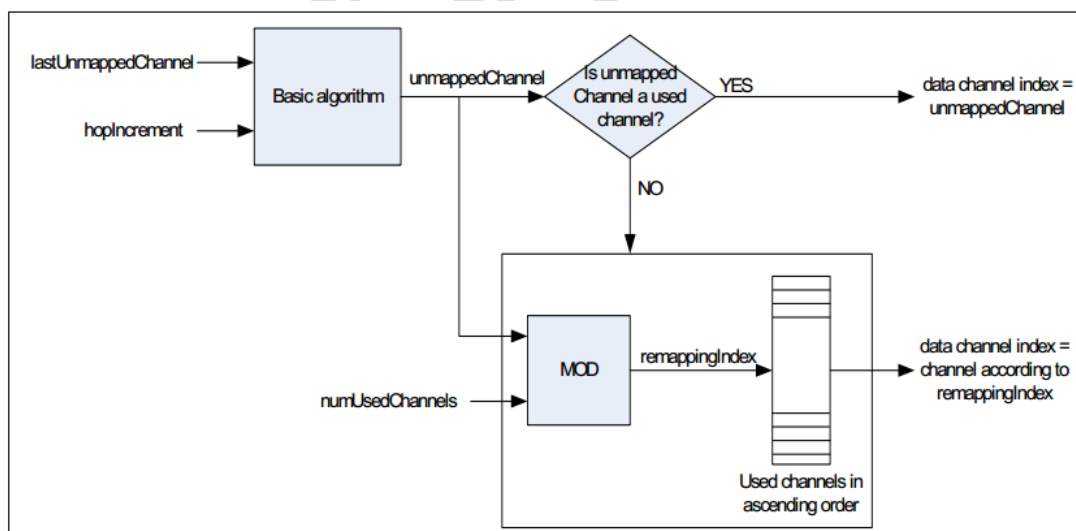 lastUnmappedChannel
hopIncrement
Basic algorithm
unmappedChannel
Is unmapped
Channel a used
channel?
YES
data channel index =
unmappedChannel
NO
numUsedChannels
MOD
remappingIndex
Used channels in
ascending order
data channel index =
channel according to
remappingIndex